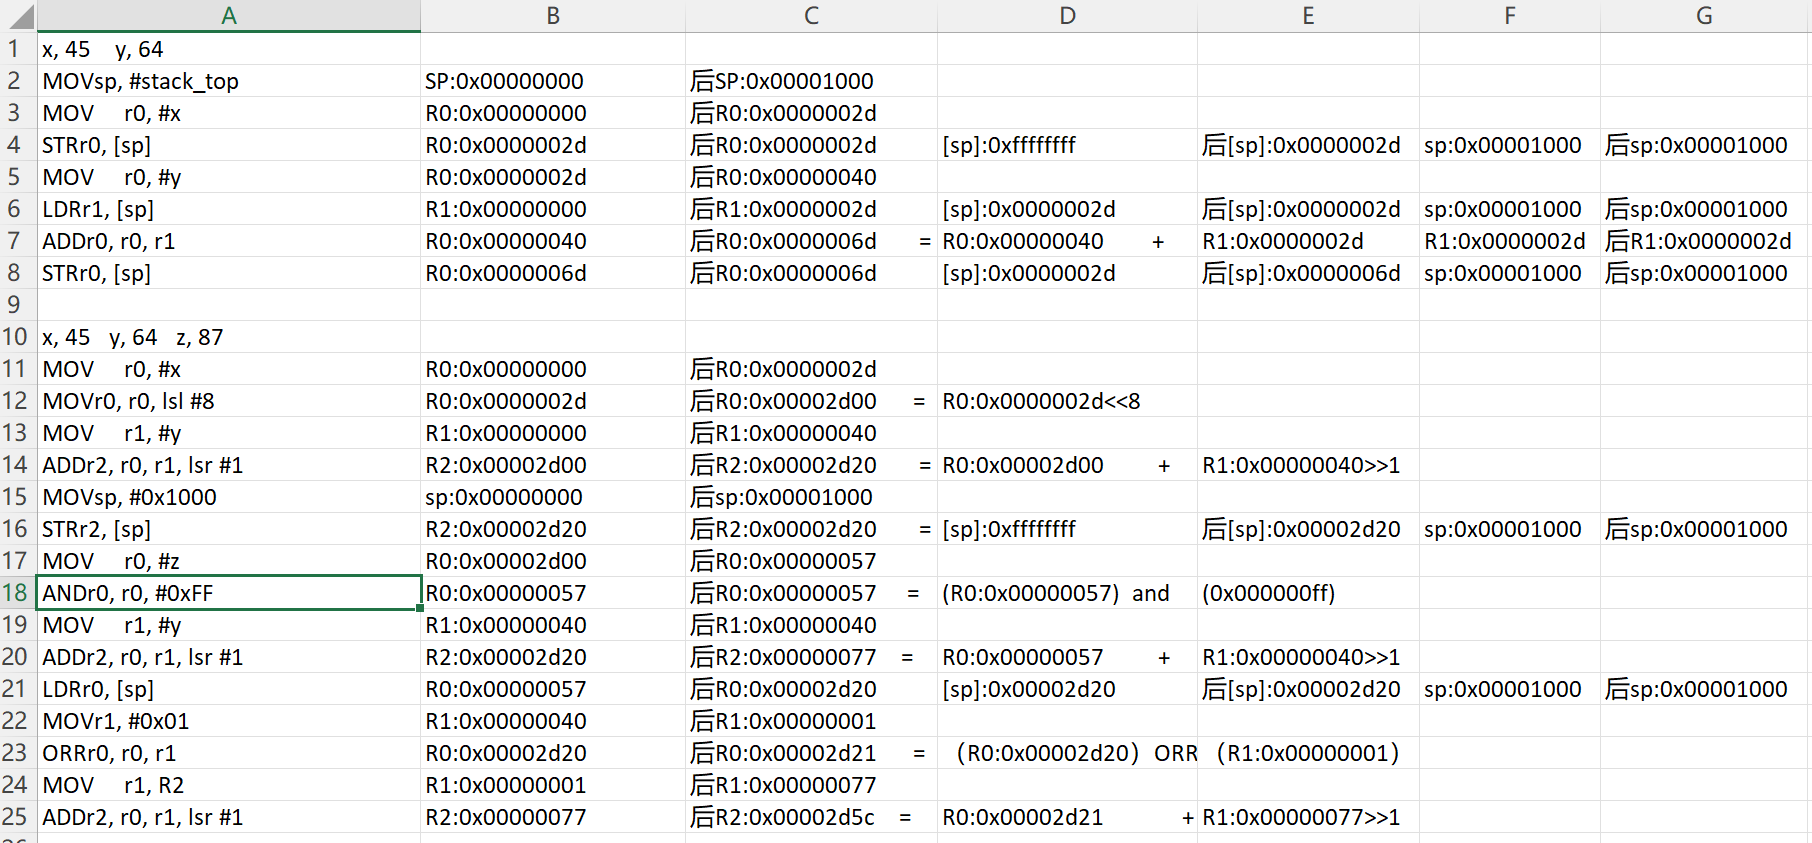 A B C D E F G
1 x, 45 y, 64
2 MOVsp, #stack_top SP:0x00000000 后SP:0x00001000
3 MOV r0, #x R0:0x00000000 后R0:0x0000002d
4 STRr0, [sp] R0:0x0000002d 后R0:0x0000002d [sp]:0xffffffff 后[sp]:0x0000002d sp:0x00001000 后sp:0x00001000
5 MOV r0, #y R0:0x0000002d 后R0:0x00000040
6 LDRr1, [sp] R1:0x00000000 后R1:0x0000002d [sp]:0x0000002d 后[sp]:0x0000002d sp:0x00001000 后sp:0x00001000
7 ADDr0, r0, r1 R0:0x00000040 后R0:0x0000006d = R0:0x00000040 + R1:0x0000002d R1:0x0000002d 后R1:0x0000002d
8 STRr0, [sp] R0:0x0000006d 后R0:0x0000006d [sp]:0x0000002d 后[sp]:0x0000006d sp:0x00001000 后sp:0x00001000
9
10 x, 45 y, 64 z, 87
11 MOV r0, #x R0:0x00000000 后R0:0x0000002d
12 MOVr0, r0, lsl #8 R0:0x0000002d 后R0:0x00002d00 = R0:0x0000002d<<8
13 MOV r1, #y R1:0x00000000 后R1:0x00000040
14 ADDr2, r0, r1, lsr #1 R2:0x00002d00 后R2:0x00002d20 = R0:0x00002d00 + R1:0x00000040>>1
15 MOVsp, #0x1000 sp:0x00000000 后sp:0x00001000
16 STRr2, [sp] R2:0x00002d20 后R2:0x00002d20 = [sp]:0xffffffff 后[sp]:0x00002d20 sp:0x00001000 后sp:0x00001000
17 MOV r0, #z R0:0x00002d00 后R0:0x00000057
18 ANDr0, r0, #0xFF R0:0x00000057 后R0:0x00000057 = (R0:0x00000057) and (0x000000ff)
19 MOV r1, #y R1:0x00000040 后R1:0x00000040
20 ADDr2, r0, r1, lsr #1 R2:0x00002d20 后R2:0x00000077 = R0:0x00000057 + R1:0x00000040>>1
21 LDRr0, [sp] R0:0x00000057 后R0:0x00002d20 [sp]:0x00002d20 后[sp]:0x00002d20 sp:0x00001000 后sp:0x00001000
22 MOVr1, #0x01 R1:0x00000040 后R1:0x00000001
23 ORRr0, r0, r1 R0:0x00002d20 后R0:0x00002d21 = （R0:0x00002d20）ORR （R1:0x00000001）
24 MOV r1, R2 R1:0x00000001 后R1:0x00000077
25 ADDr2, r0, r1, lsr #1 R2:0x00000077 后R2:0x00002d5c = R0:0x00002d21 + R1:0x00000077>>1